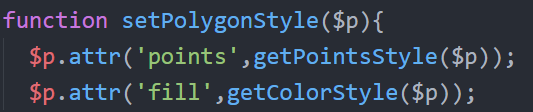 function setPolygonStyle($p){
$p.attr('points',getPointsStyle($p));
$p.attr('fill',getColorStyle($p));